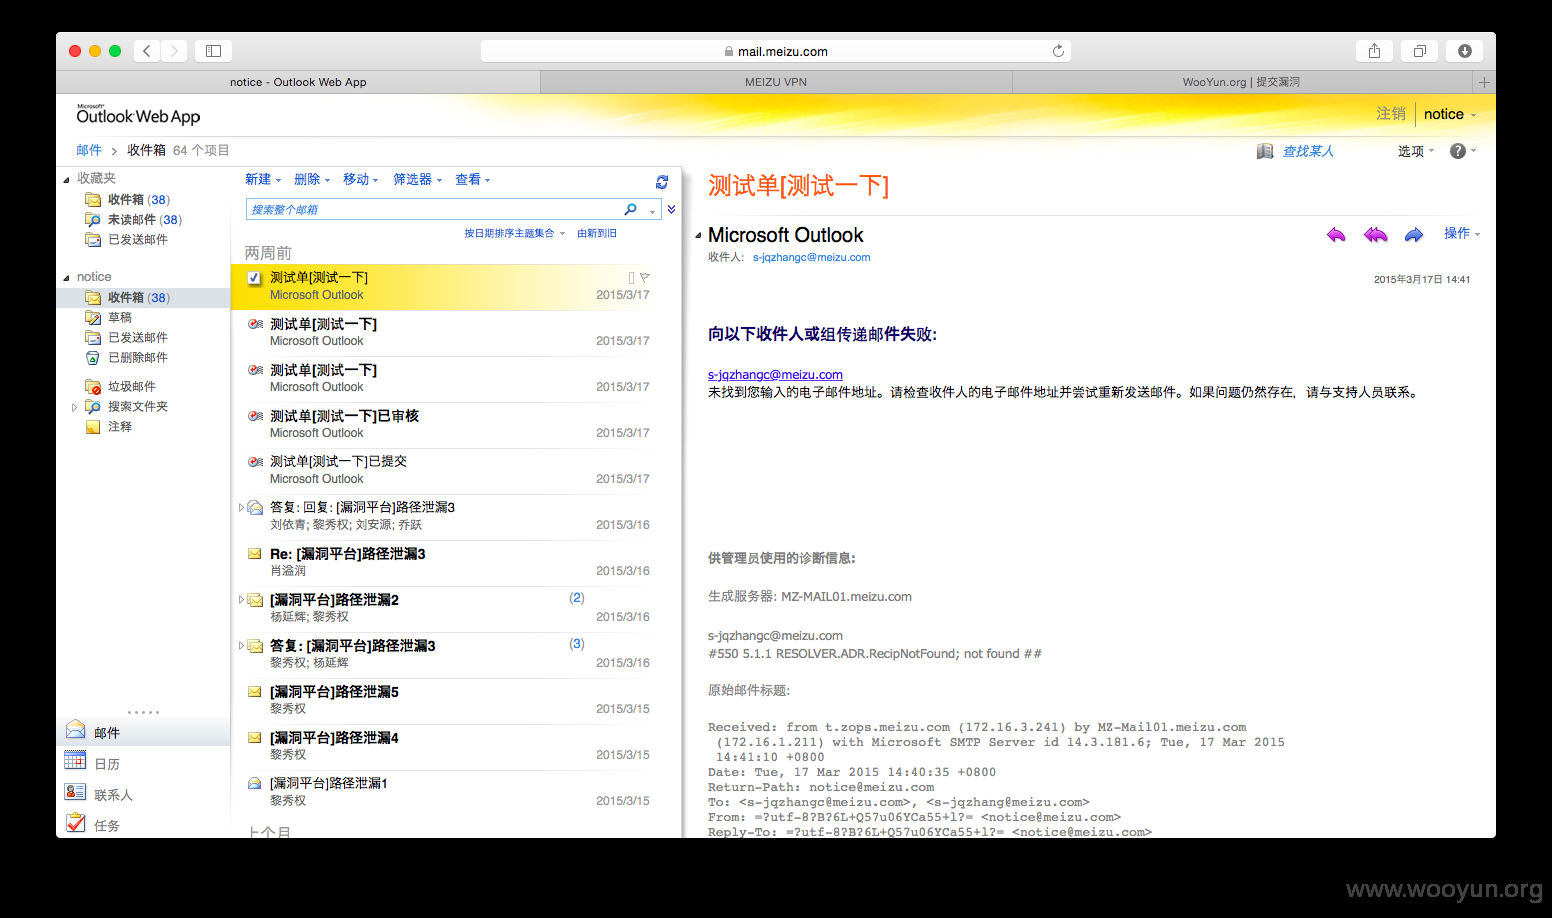 mail.meizu.com
notice - Outlook Web App
MEIZU VPN
WooYun.org | 提交漏洞
Microsoft
Outlook Web App
注销
notice
邮件 > 收件箱 64 个项目
查找某人
选项
收藏夹
收件箱 (38)
未读邮件 (38)
已发送邮件
notice
收件箱 (38)
草稿
已发送邮件
已删除邮件
垃圾邮件
搜索文件夹
注释
邮件
日历
联系人
任务
新建 删除 移动 筛选器 查看
搜索整个邮箱
按日期排序主题集合 由新到旧
两周前
测试单[测试一下]
Microsoft Outlook 2015/3/17
测试单[测试一下]
Microsoft Outlook 2015/3/17
测试单[测试一下]
Microsoft Outlook 2015/3/17
测试单[测试一下]已审核
Microsoft Outlook 2015/3/17
测试单[测试一下]已提交
Microsoft Outlook 2015/3/17
答复: 回复: [漏洞平台]路径泄漏3
刘依青; 黎秀权; 刘安源; 乔跃 2015/3/16
Re: [漏洞平台]路径泄漏3
肖溢润 2015/3/16
[漏洞平台]路径泄漏2 (2)
杨延辉; 黎秀权 2015/3/16
答复: [漏洞平台]路径泄漏3 (3)
黎秀权; 杨延辉 2015/3/16
[漏洞平台]路径泄漏5
黎秀权 2015/3/15
[漏洞平台]路径泄漏4
黎秀权 2015/3/15
[漏洞平台]路径泄漏1
黎秀权 2015/3/15
上个月
测试单[测试一下]
Microsoft Outlook
操作
收件人: s-jqzhangc@meizu.com
2015年3月17日 14:41
向以下收件人或组传递邮件失败:
s-jqzhangc@meizu.com
未找到您输入的电子邮件地址。请检查收件人的电子邮件地址并尝试重新发送邮件。如果问题仍然存在，请与支持人员联系。
供管理员使用的诊断信息:
生成服务器: MZ-MAIL01.meizu.com
s-jqzhangc@meizu.com
#550 5.1.1 RESOLVER.ADR.RecipNotFound; not found ##
原始邮件标题:
Received: from t.zops.meizu.com (172.16.3.241) by MZ-Mail01.meizu.com
(172.16.1.211) with Microsoft SMTP Server id 14.3.181.6; Tue, 17 Mar 2015
14:41:10 +0800
Date: Tue, 17 Mar 2015 14:40:35 +0800
Return-Path: notice@meizu.com
To: <s-jqzhangc@meizu.com>, <s-jqzhang@meizu.com>
From: =?utf-8?B?6L+Q57u06YCa55+l?= <notice@meizu.com>
Reply-To: =?utf-8?B?6L+Q57u06YCa55+l?= <notice@meizu.com>
www.wooyun.org